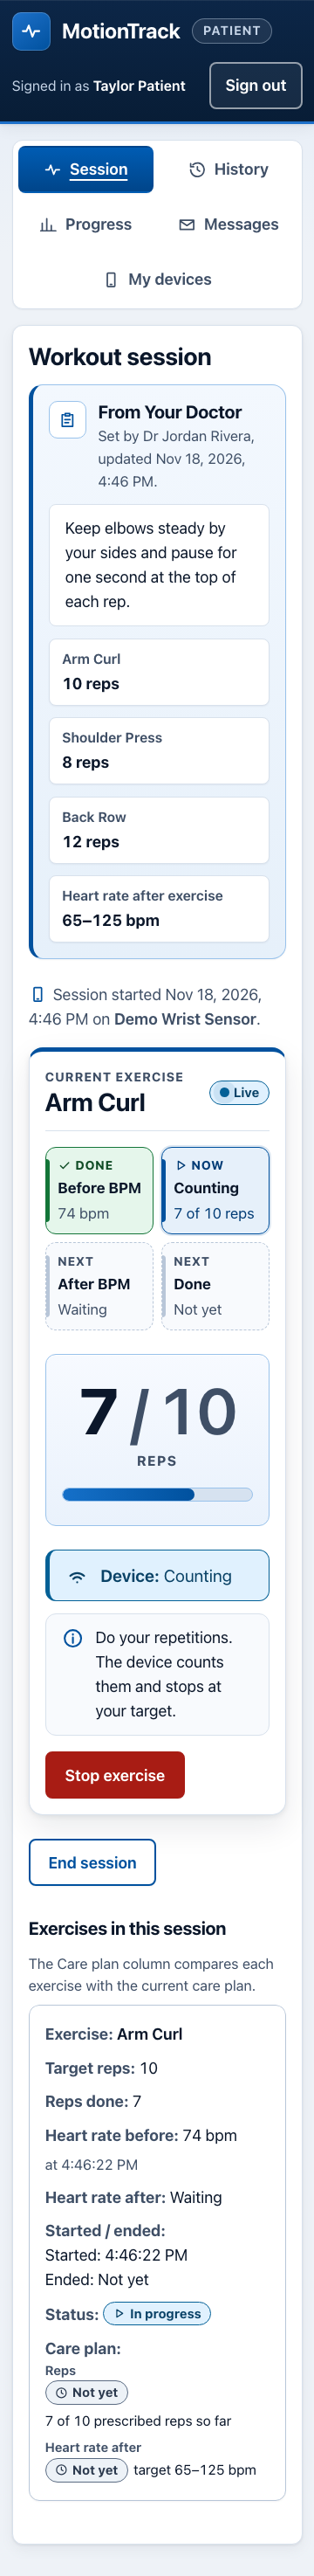 MotionTrack PATIENT
Signed in as Taylor Patient
Sign out
Session
History
Progress
Messages
My devices
Workout session
From Your Doctor
Set by Dr Jordan Rivera,
updated Nov 18, 2026,
4:46 PM.
Keep elbows steady by
your sides and pause for
one second at the top of
each rep.
Arm Curl
10 reps
Shoulder Press
8 reps
Back Row
12 reps
Heart rate after exercise
65–125 bpm
Session started Nov 18, 2026,
4:46 PM on Demo Wrist Sensor.
CURRENT EXERCISE
Arm Curl
Live
DONE
Before BPM
74 bpm
NOW
Counting
7 of 10 reps
NEXT
After BPM
Waiting
NEXT
Done
Not yet
7 / 10
REPS
Device: Counting
Do your repetitions.
The device counts
them and stops at
your target.
Stop exercise
End session
Exercises in this session
The Care plan column compares each
exercise with the current care plan.
Exercise: Arm Curl
Target reps: 10
Reps done: 7
Heart rate before: 74 bpm
at 4:46:22 PM
Heart rate after: Waiting
Started / ended:
Started: 4:46:22 PM
Ended: Not yet
Status: In progress
Care plan:
Reps
Not yet
7 of 10 prescribed reps so far
Heart rate after
Not yet target 65–125 bpm